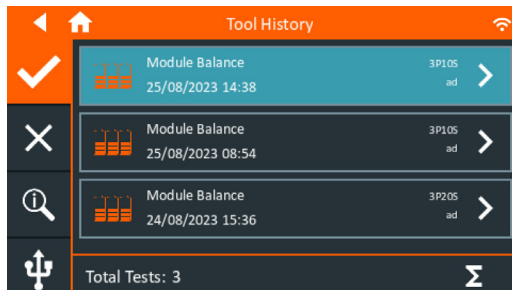 Tool History
Module Balance
3P10S
25/08/2023 14:38
ad
Module Balance
3P10S
25/08/2023 08:54
ad
Module Balance
3P20S
24/08/2023 15:36
ad
Total Tests: 3
Σ